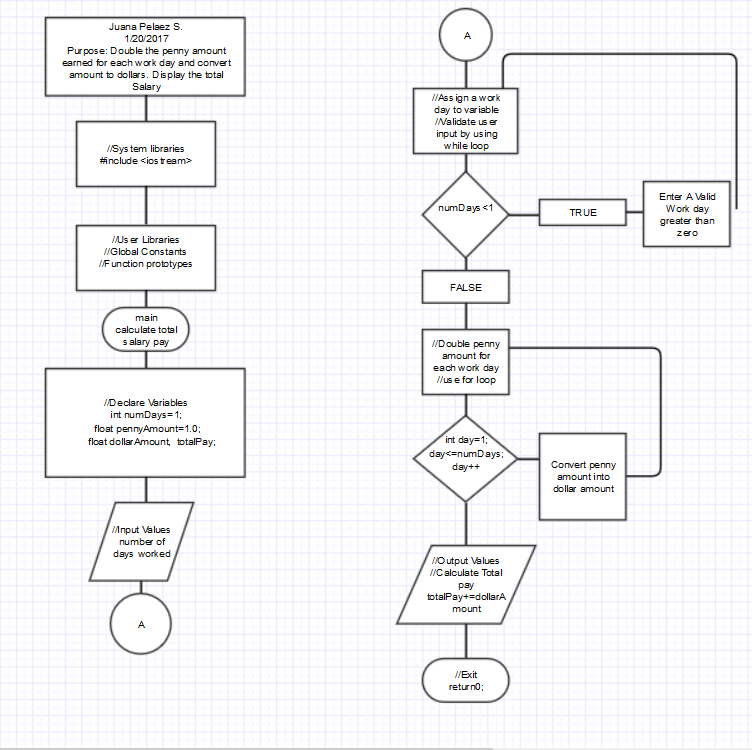 Juana Pelaez S.
1/20/2017
Purpose: Double the penny amount
earned for each work day and convert
amount to dollars. Display the total
Salary
//System libraries
#include <iostream>
//User Libraries
//Global Constants
//Function prototypes
main
calculate total
salary pay
//Declare Variables
int numDays=1;
float pennyAmount=1.0;
float dollarAmount, totalPay;
//Input Values
number of
days worked
A
A
//Assign a work
day to variable
//Validate user
input by using
while loop
numDays<1
TRUE
Enter A Valid
Work day
greater than
zero
FALSE
//Double penny
amount for
each work day
//use for loop
int day=1;
day<=numDays;
day++
Convert penny
amount into
dollar amount
//Output Values
//Calculate Total
pay
totalPay+=dollarA
mount
//Exit
return0;